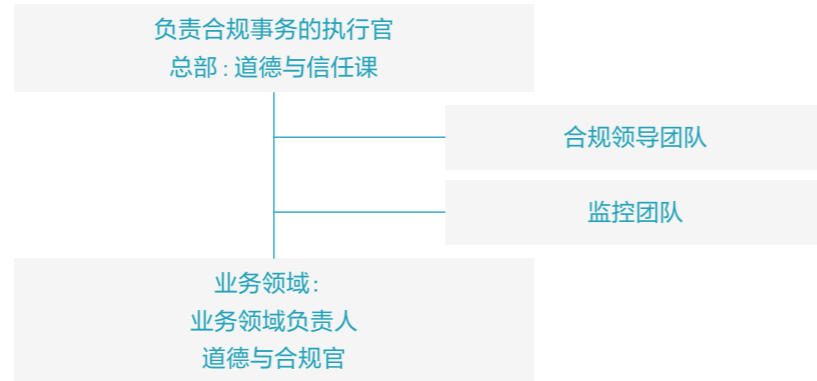 负责合规事务的执行官
总部:道德与信任课
合规领导团队
监控团队
业务领域:
业务领域负责人
道德与合规官